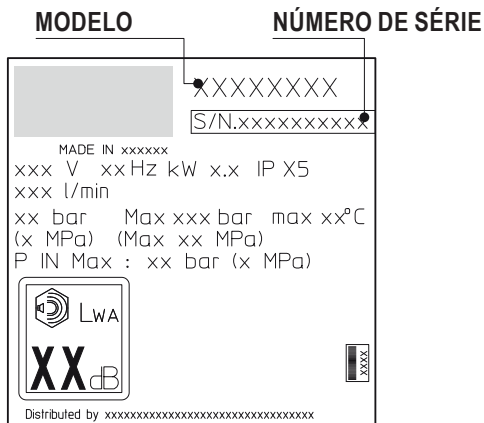 MODELO NÚMERO DE SÉRIE
XXXXXXXX
S/N.xxxxxxxxxx
MADE IN xxxxxx
xxx V xx Hz kW x.x IP X5
xxx l/min
xx bar Max xxx bar max xx°C
(x MPa) (Max xx MPa)
P IN Max : xx bar (x MPa)
LWA
XXdB
XXXX
Distributed by xxxxxxxxxxxxxxxxxxxxxxxxxxxxxxxxxx